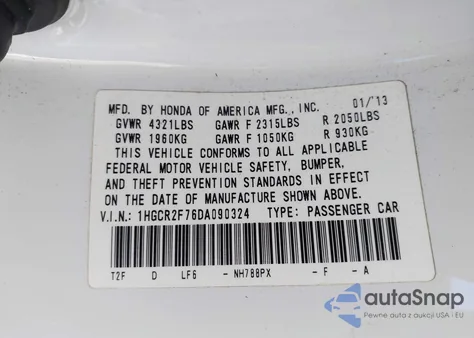 MFD. BY HONDA OF AMERICA MFG., INC. 01/'13
GVWR 4321LBS GAWR F 2315LBS R 2050LBS
GVWR 1960KG GAWR F 1050KG R 930KG
THIS VEHICLE CONFORMS TO ALL APPLICABLE
FEDERAL MOTOR VEHICLE SAFETY, BUMPER,
AND THEFT PREVENTION STANDARDS IN EFFECT
ON THE DATE OF MANUFACTURE SHOWN ABOVE.
V.I.N.: 1HGCR2F76DA090324 TYPE: PASSENGER CAR
T2F D LF6 - NH788PX - F - A
autoSnap
Pewne auta z aukcji USA i EU